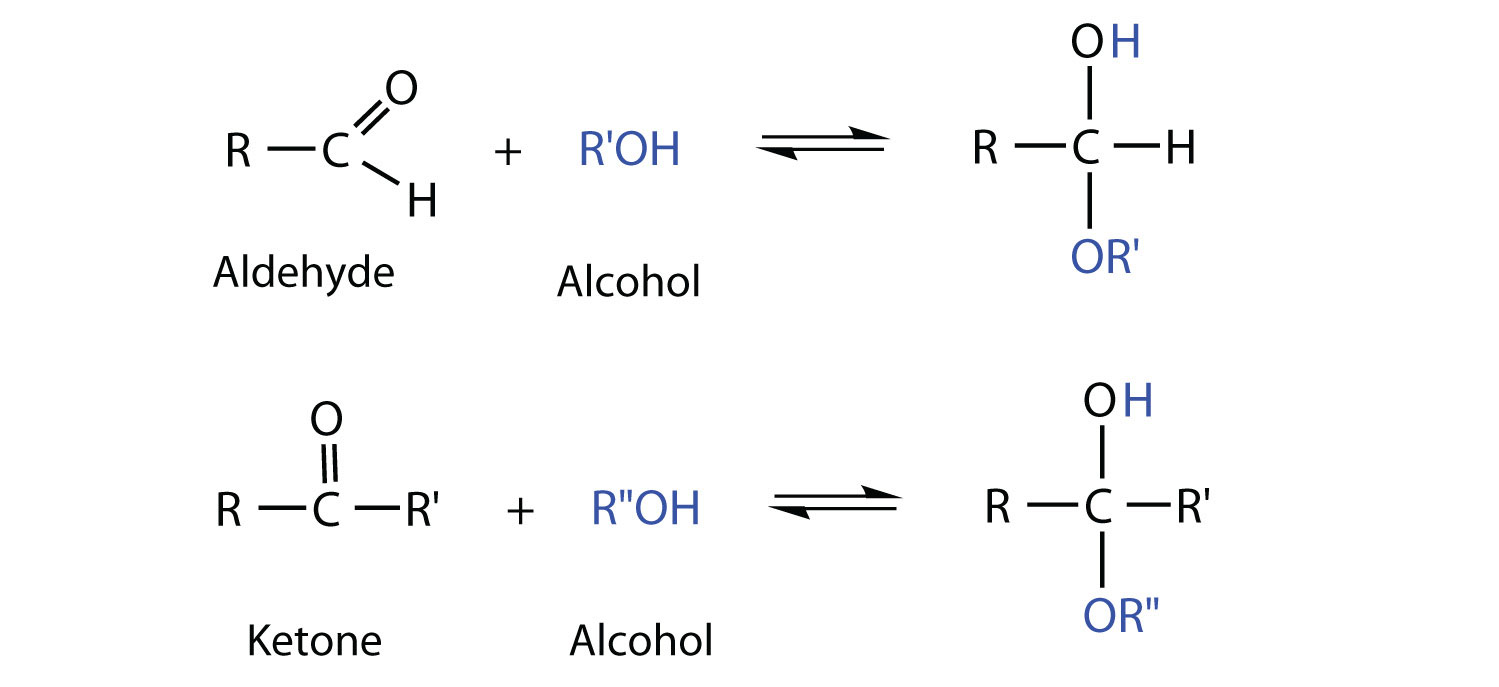 OH
O
R — C + R'OH ⇌ R — C — H
H
OR'
Aldehyde Alcohol
OH
O
R — C — R' + R"OH ⇌ R — C — R'
OR"
Ketone Alcohol